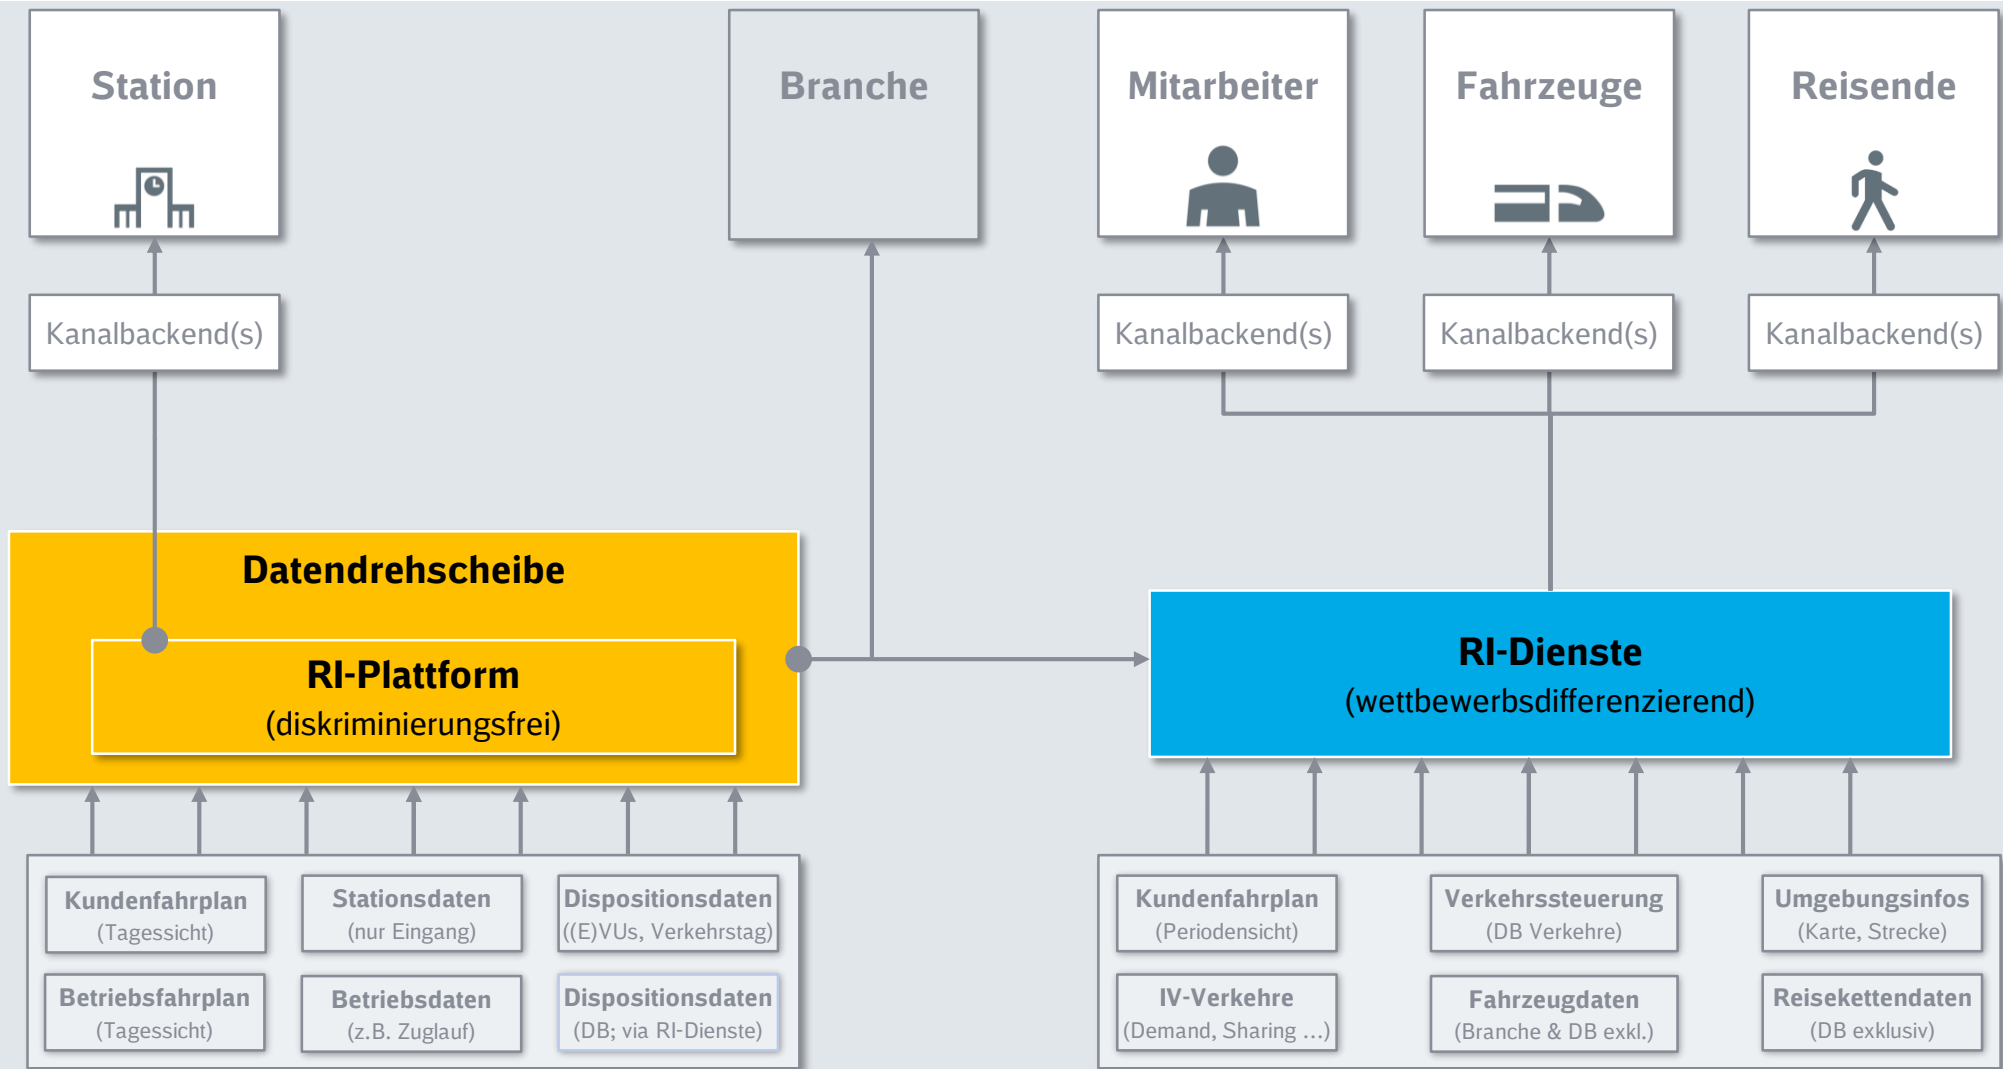 Station
Branche
Mitarbeiter
Fahrzeuge
Reisende
Kanalbackend(s)
Kanalbackend(s)
Kanalbackend(s)
Kanalbackend(s)
Datendrehscheibe
RI-Plattform
(diskriminierungsfrei)
RI-Dienste
(wettbewerbsdifferenzierend)
Kundenfahrplan
(Tagessicht)
Stationsdaten
(nur Eingang)
Dispositionsdaten
((E)VUs, Verkehrstag)
Betriebsfahrplan
(Tagessicht)
Betriebsdaten
(z.B. Zuglauf)
Dispositionsdaten
(DB; via RI-Dienste)
Kundenfahrplan
(Periodensicht)
Verkehrssteuerung
(DB Verkehre)
Umgebungsinfos
(Karte, Strecke)
IV-Verkehre
(Demand, Sharing ...)
Fahrzeugdaten
(Branche & DB exkl.)
Reisekettendaten
(DB exklusiv)